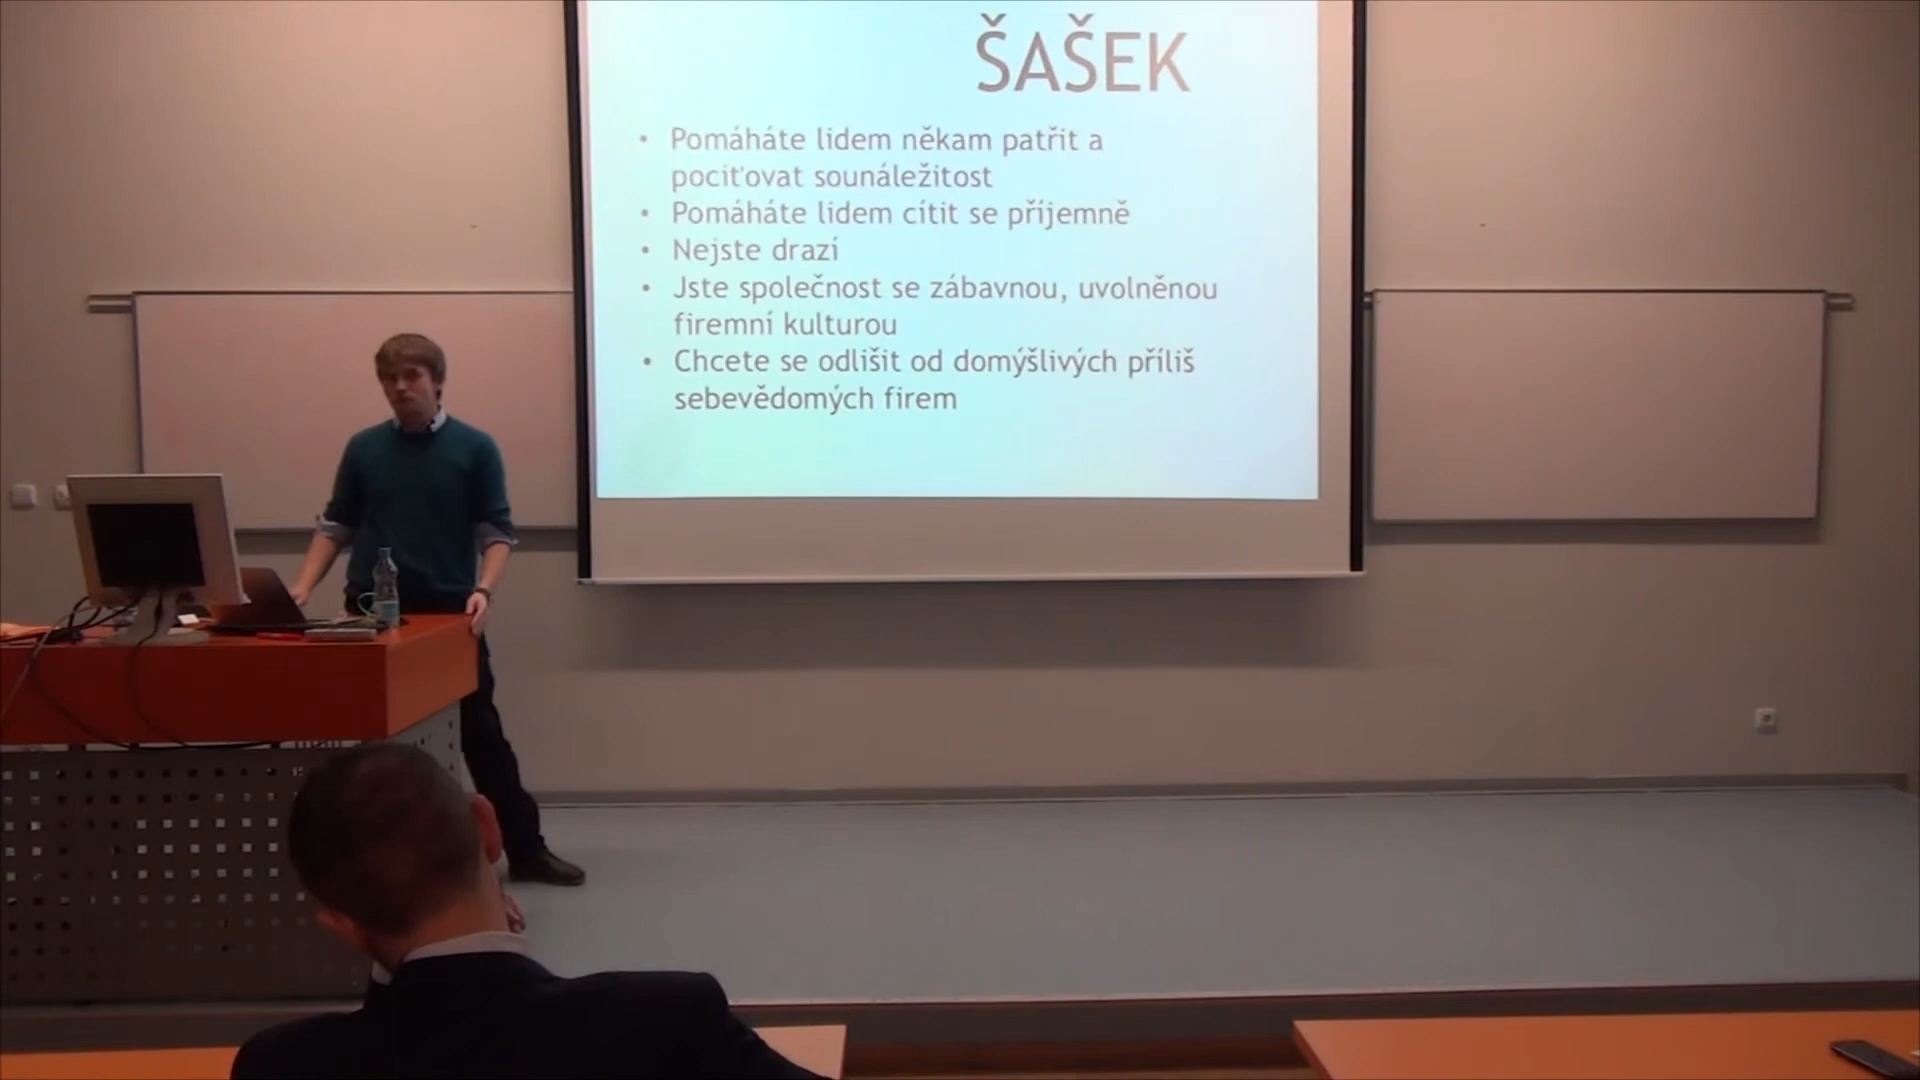 ŠAŠEK
• Pomáháte lidem někam patřit a
pociťovat sounáležitost
• Pomáháte lidem cítit se příjemně
• Nejste drazí
• Jste společnost se zábavnou, uvolněnou
firemní kulturou
• Chcete se odlišit od domýšlivých příliš
sebevědomých firem